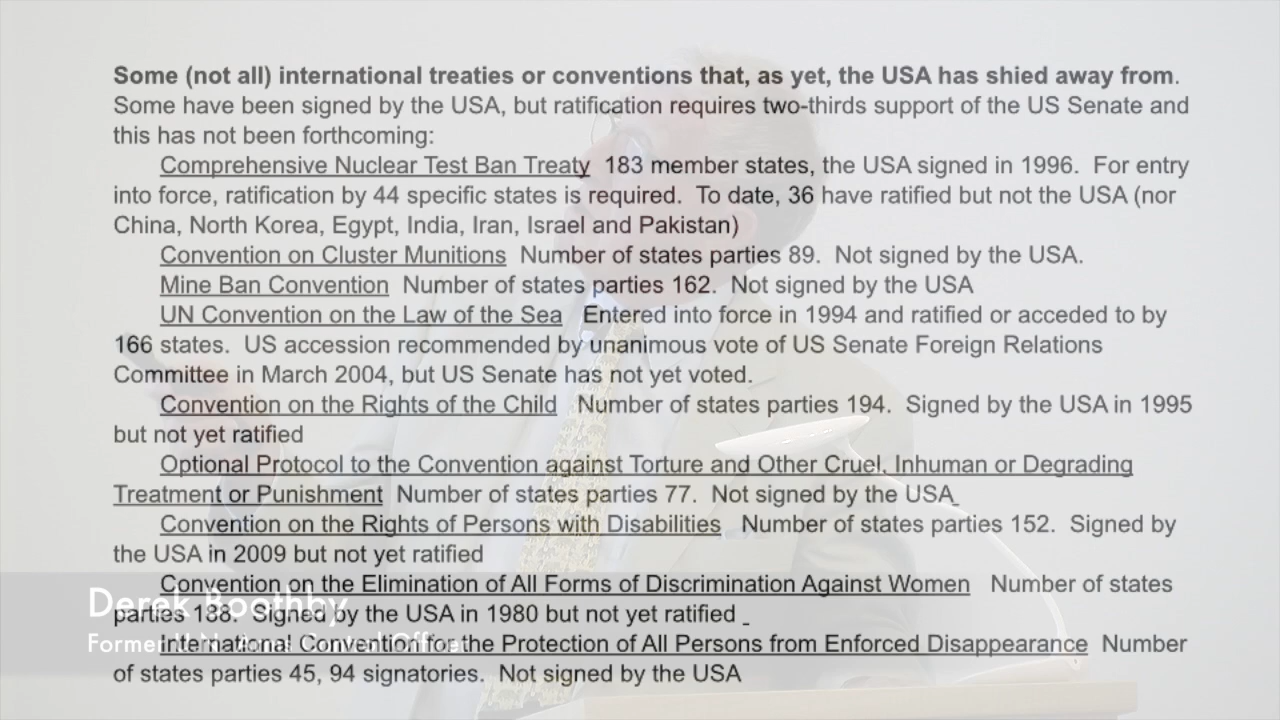 Some (not all) international treaties or conventions that, as yet, the USA has shied away from.
Some have been signed by the USA, but ratification requires two-thirds support of the US Senate and
this has not been forthcoming:
Comprehensive Nuclear Test Ban Treaty 183 member states, the USA signed in 1996. For entry
into force, ratification by 44 specific states is required. To date, 36 have ratified but not the USA (nor
China, North Korea, Egypt, India, Iran, Israel and Pakistan)
Convention on Cluster Munitions Number of states parties 89. Not signed by the USA.
Mine Ban Convention Number of states parties 162. Not signed by the USA
UN Convention on the Law of the Sea Entered into force in 1994 and ratified or acceded to by
166 states. US accession recommended by unanimous vote of US Senate Foreign Relations
Committee in March 2004, but US Senate has not yet voted.
Convention on the Rights of the Child Number of states parties 194. Signed by the USA in 1995
but not yet ratified
Optional Protocol to the Convention against Torture and Other Cruel, Inhuman or Degrading
Treatment or Punishment Number of states parties 77. Not signed by the USA
Convention on the Rights of Persons with Disabilities Number of states parties 152. Signed by
the USA in 2009 but not yet ratified
Convention on the Elimination of All Forms of Discrimination Against Women Number of states
parties 188. Signed by the USA in 1980 but not yet ratified
International Convention for the Protection of All Persons from Enforced Disappearance Number
of states parties 45, 94 signatories. Not signed by the USA
Derek Boothby
Former U.N. Arms Control Officer